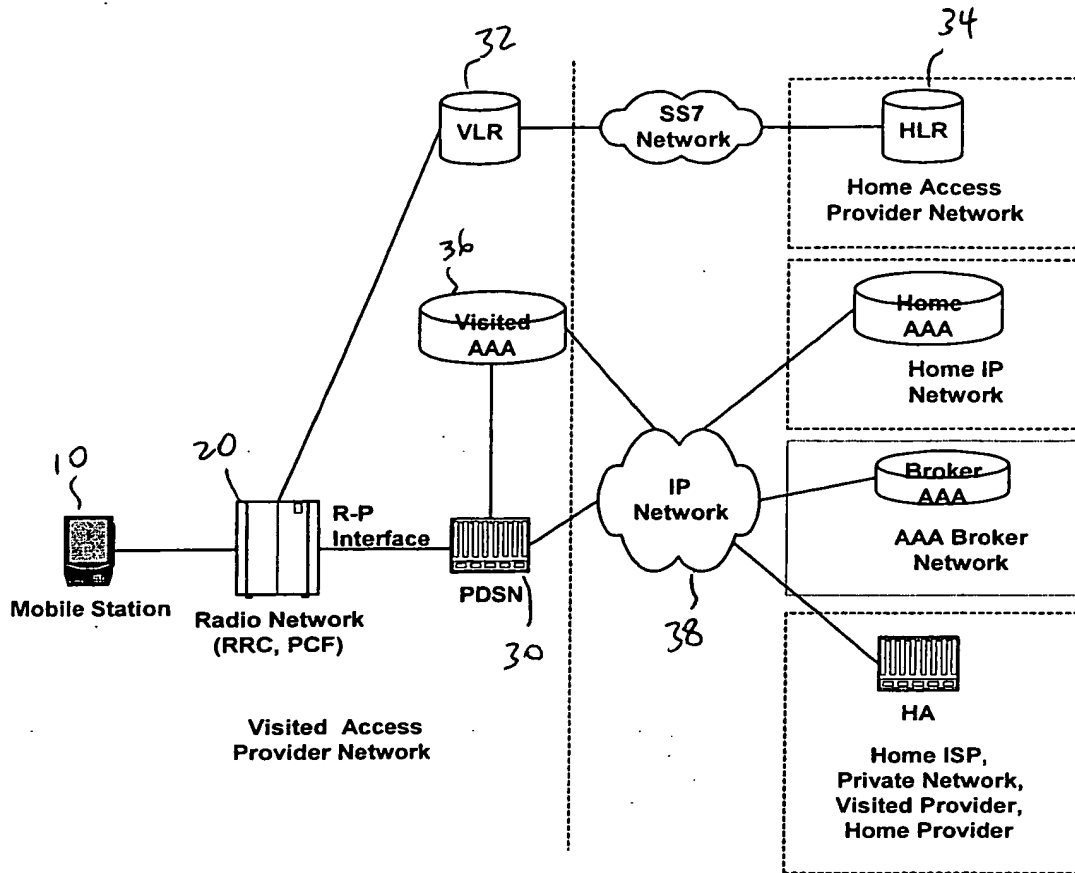 32
34
VLR
SS7
Network
HLR
Home Access
Provider Network
36
Visited
AAA
Home
AAA
Home IP
Network
10
20
R-P
Interface
IP
Network
Broker
AAA
AAA Broker
Network
Mobile Station
Radio Network
(RRC, PCF)
PDSN
30
38
HA
Visited Access
Provider Network
Home ISP,
Private Network,
Visited Provider,
Home Provider